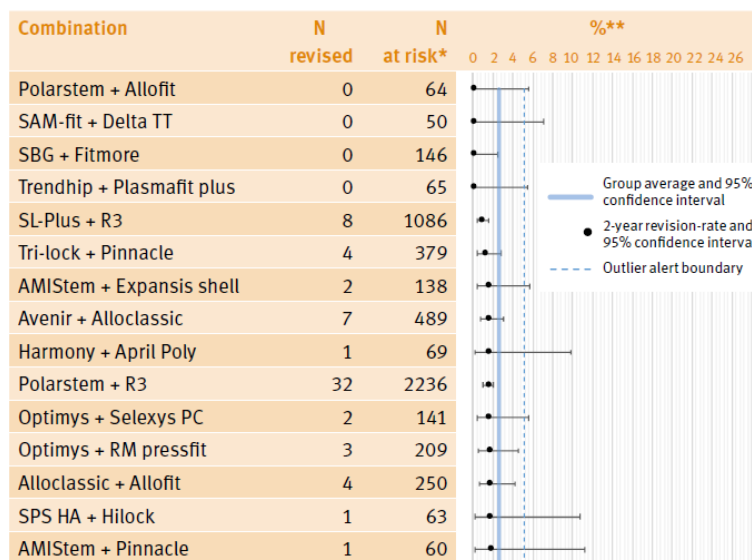 Combination N N %**
revised at risk* 0 2 4 6 8 10 12 14 16 18 20 22 24 26
Polarstem + Allofit 0 64
SAM-fit + Delta TT 0 50
SBG + Fitmore 0 146
Trendhip + Plasmafit plus 0 65
SL-Plus + R3 8 1086
Tri-lock + Pinnacle 4 379
AMIStem + Expansis shell 2 138
Avenir + Alloclassic 7 489
Harmony + April Poly 1 69
Polarstem + R3 32 2236
Optimys + Selexys PC 2 141
Optimys + RM pressfit 3 209
Alloclassic + Allofit 4 250
SPS HA + Hilock 1 63
AMIStem + Pinnacle 1 60
Group average and 95%
confidence interval
2-year revision-rate and
95% confidence interval
Outlier alert boundary